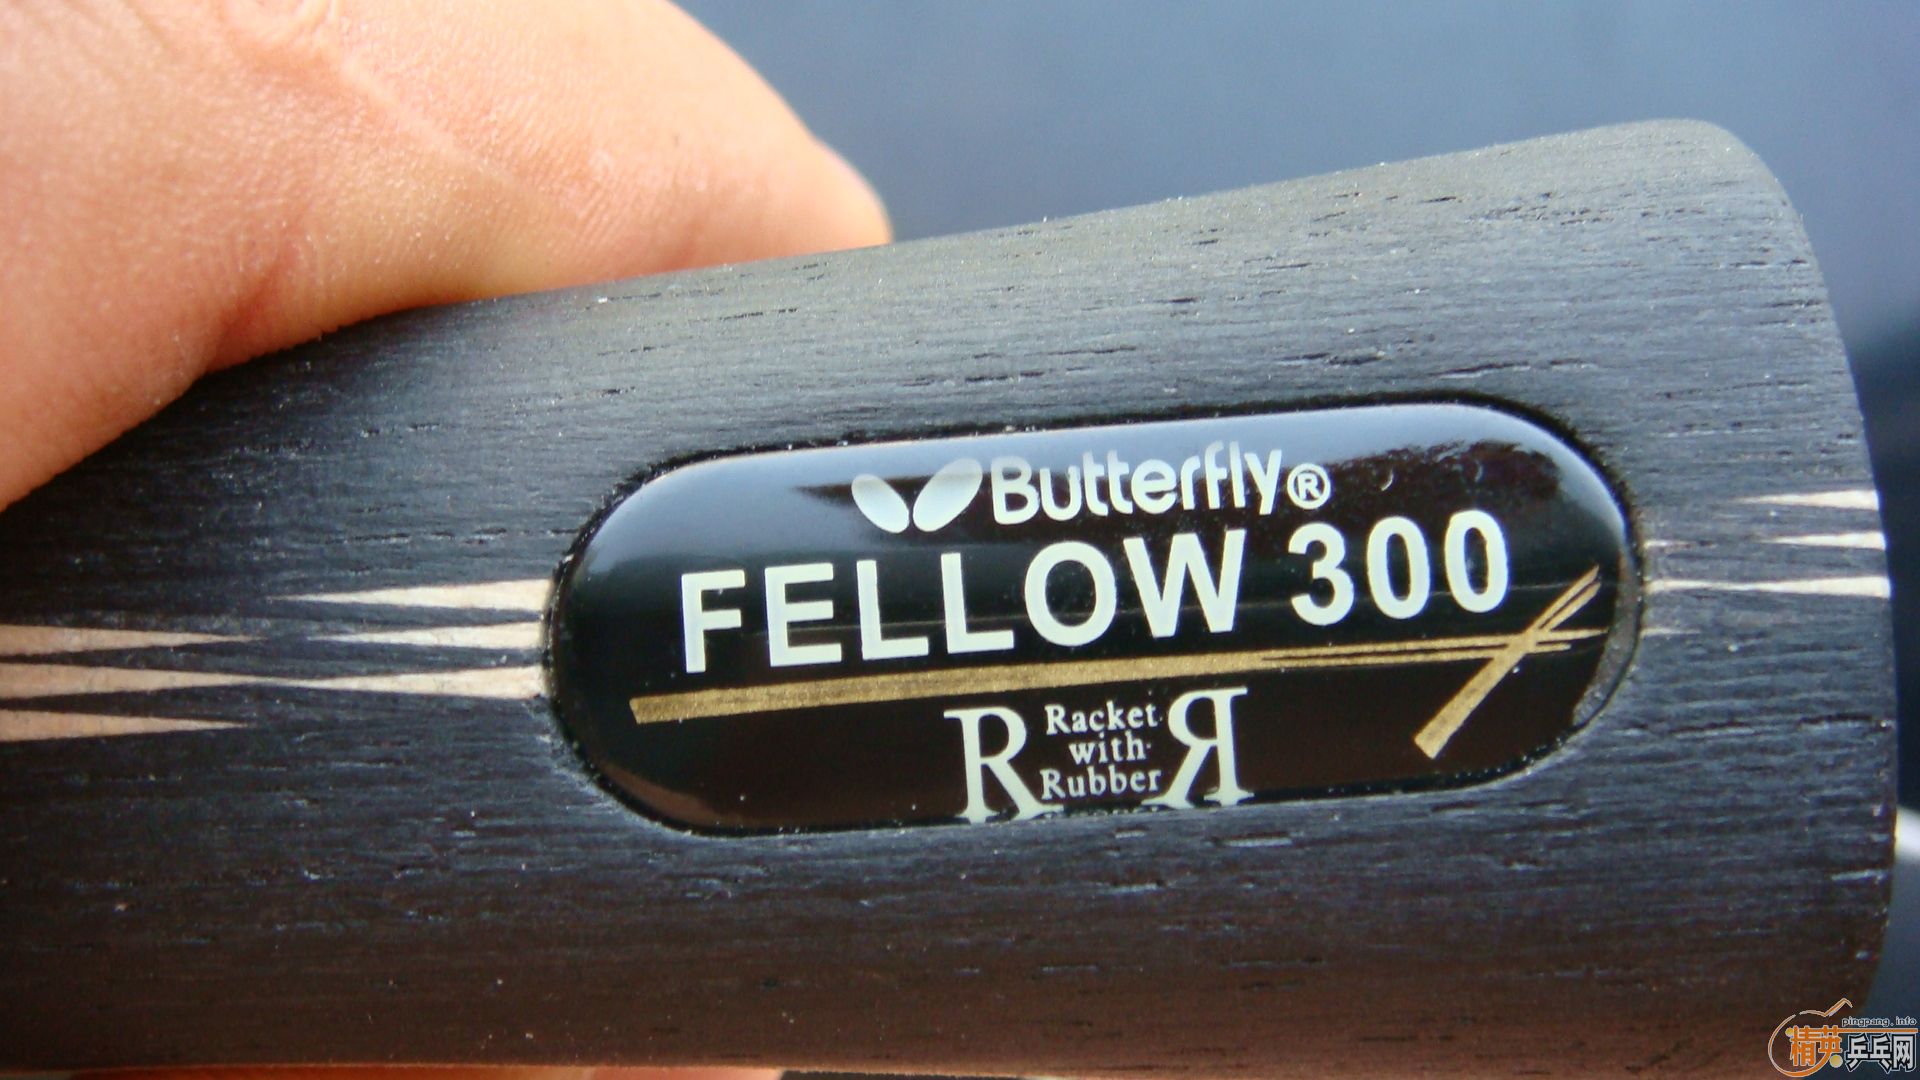 Butterfly®
FELLOW 300
R Racket R
with
Rubber
pingpang.info
精英乒乓网